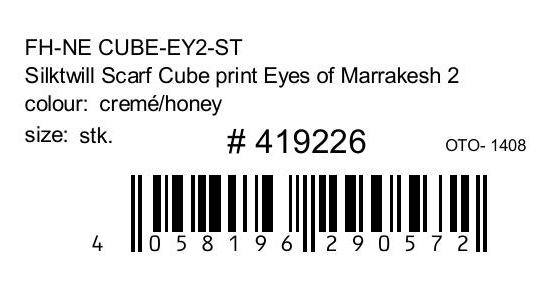 FH-NE CUBE-EY2-ST
Silktwill Scarf Cube print Eyes of Marrakesh 2
colour: cremé/honey
size: stk.
# 419226
OTO- 1408
4 058196 290572